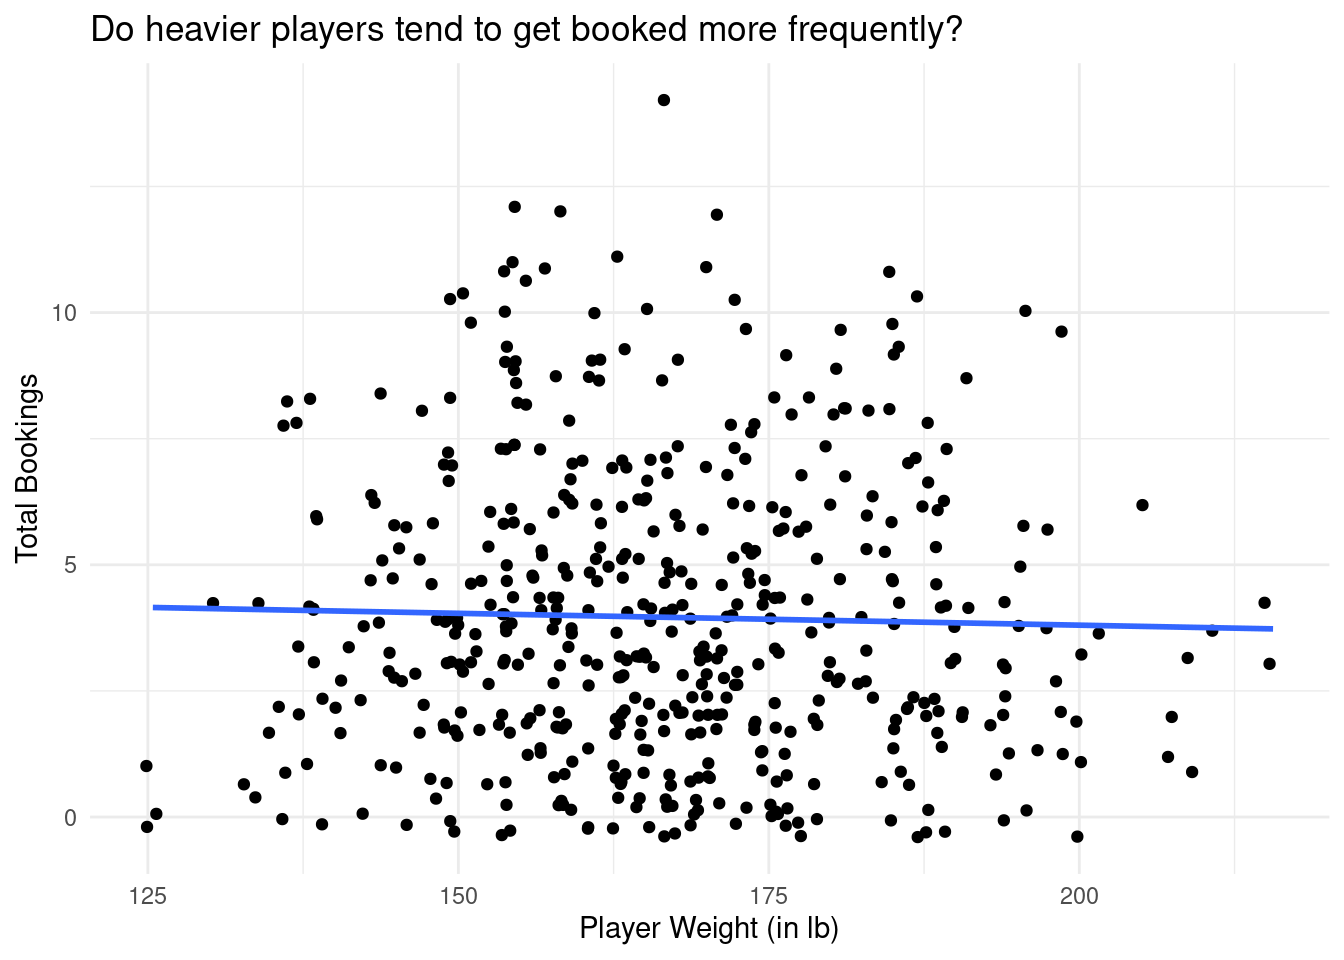 Do heavier players tend to get booked more frequently?
Total Bookings
10
5
0
125 150 175 200
Player Weight (in lb)